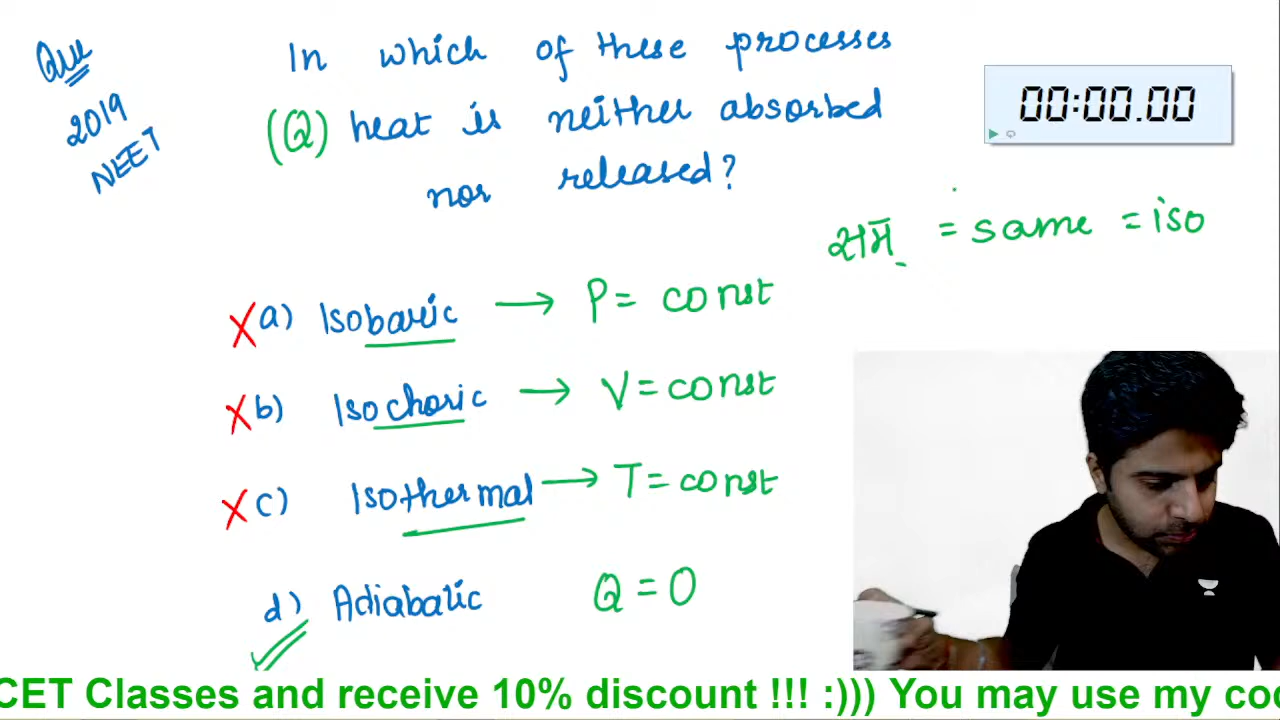 Que
2019
NEET
In which of these processes
(Q) heat is neither absorbed
nor released?
00:00.00
सम = same = iso
X a) Isobaric → P = const
X b) Isochoric → V = const
X c) Isothermal → T = const
d) Adiabatic Q = 0
CET Classes and receive 10% discount !!! :))) You may use my co